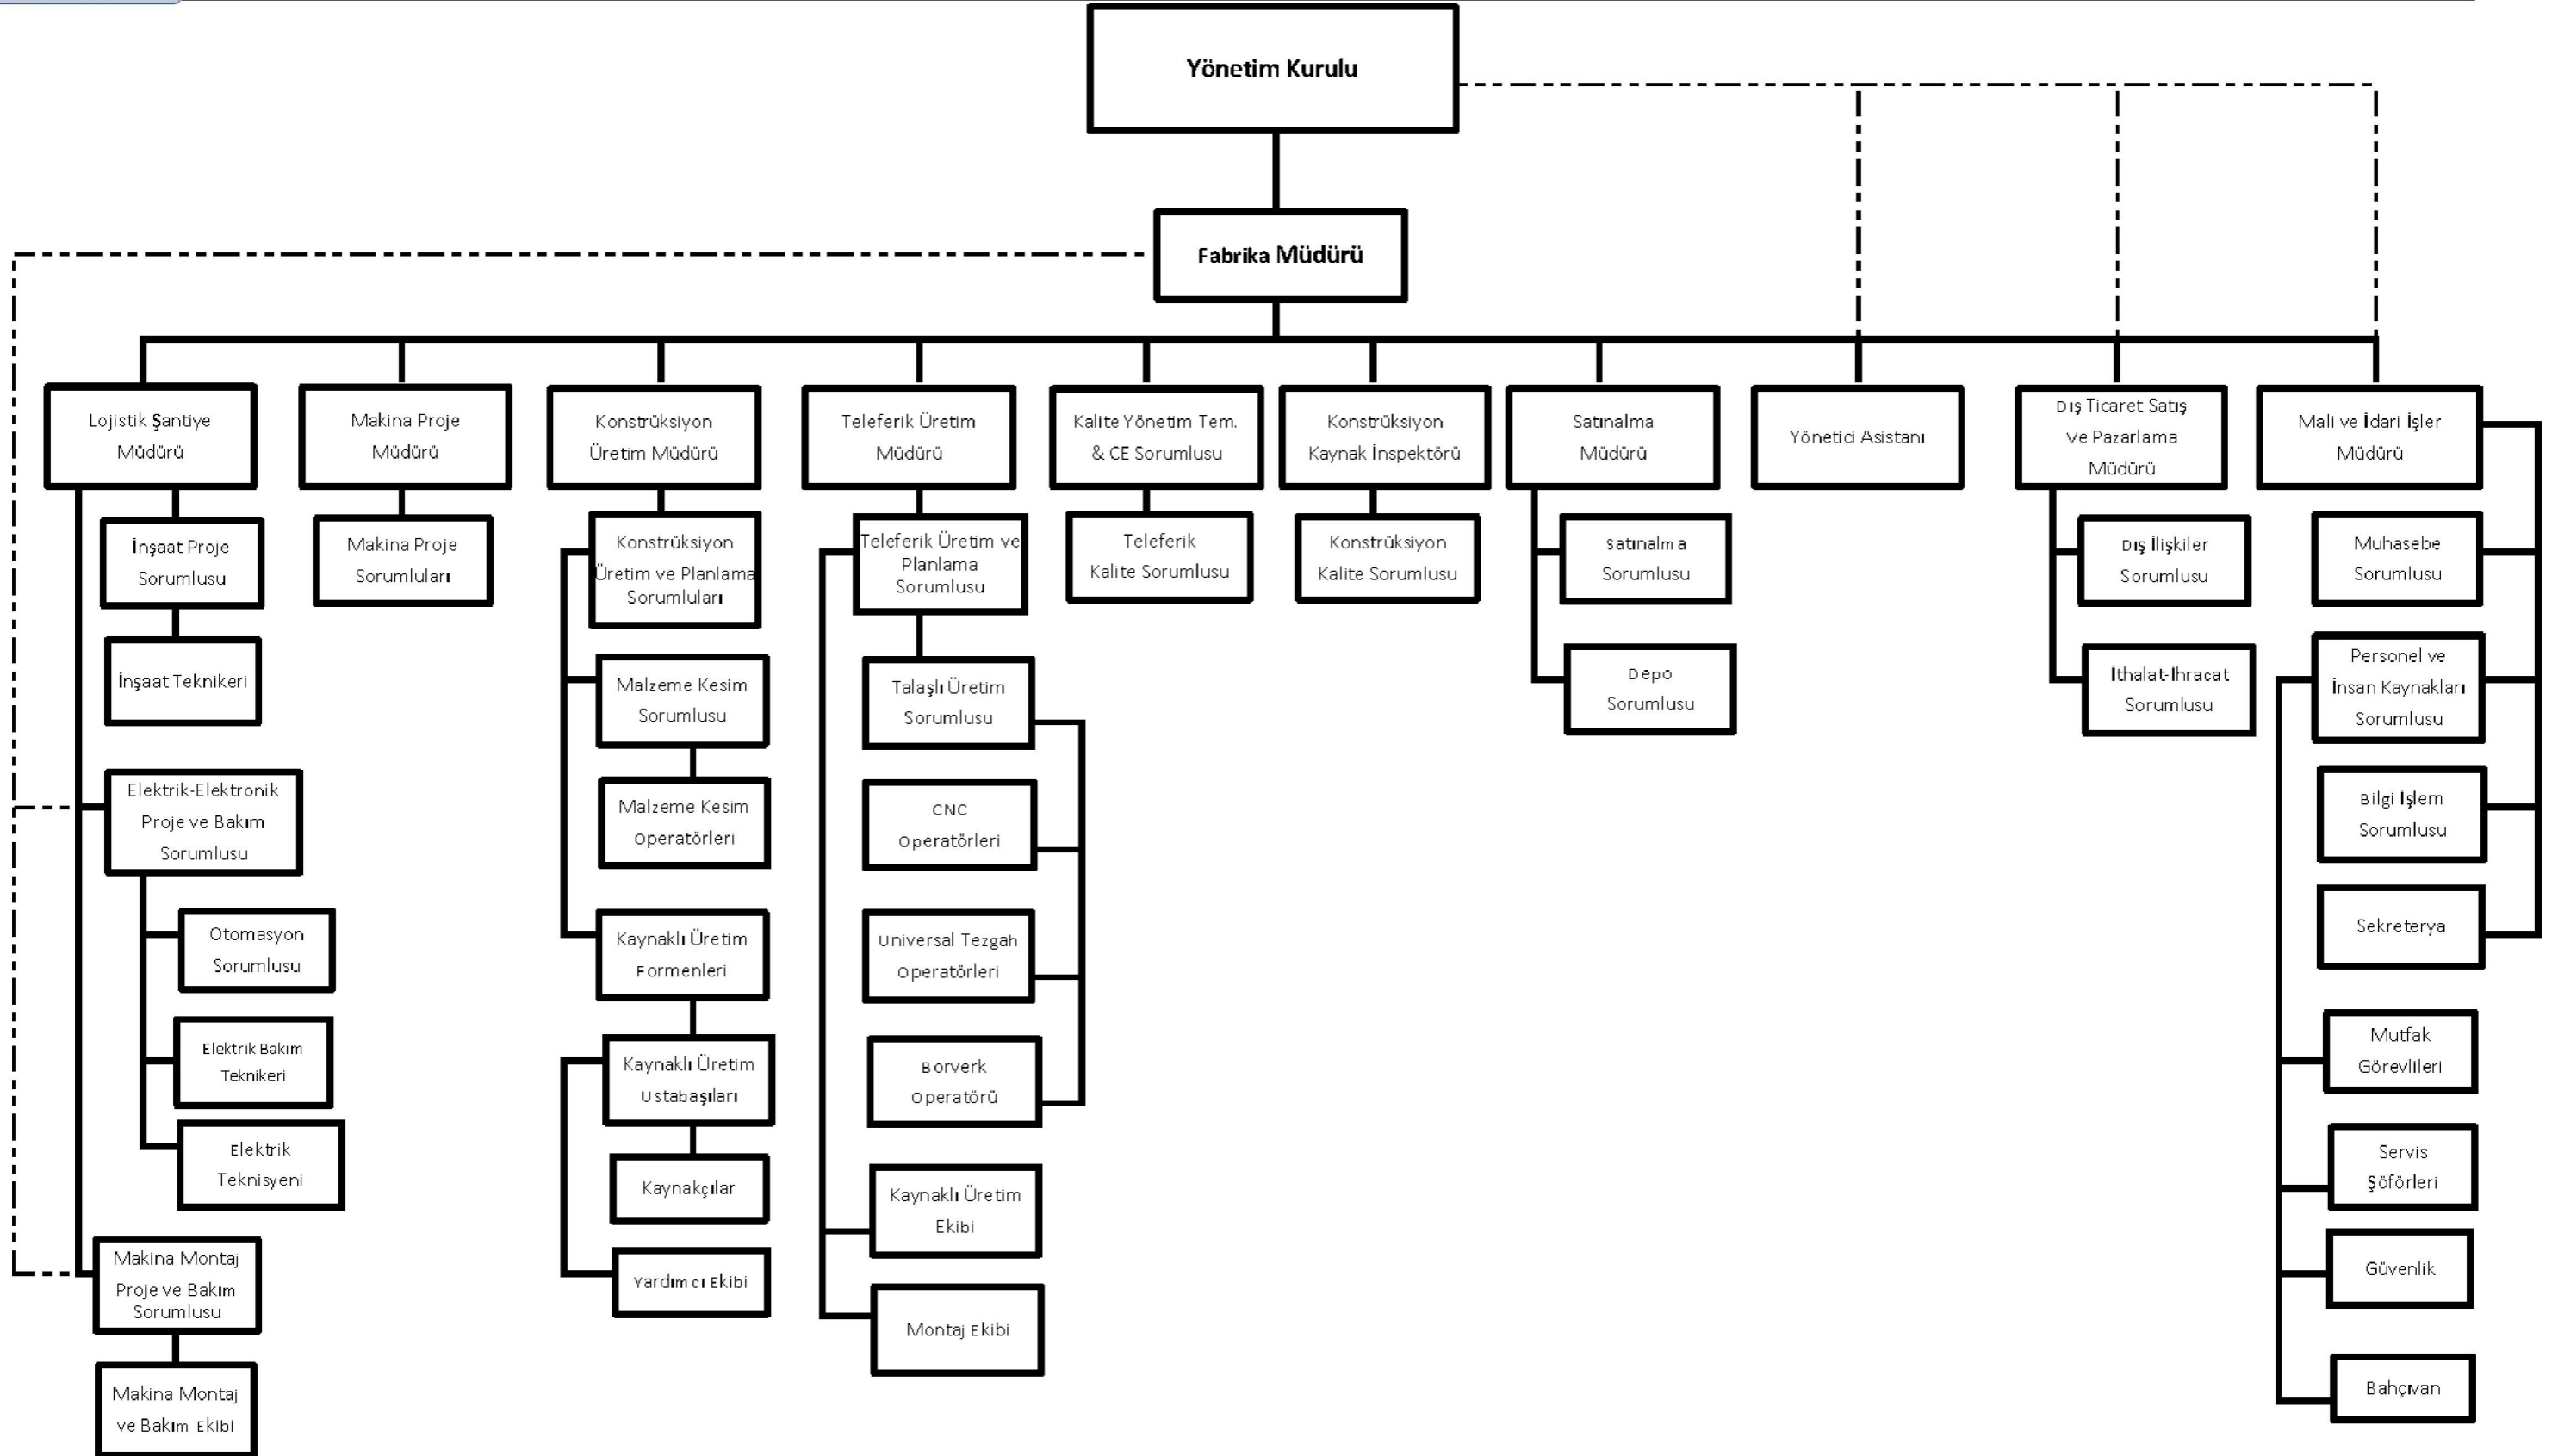 Yönetim Kurulu
Fabrika Müdürü
Lojistik Şantiye
Müdürü
Makina Proje
Müdürü
Konstrüksiyon
Üretim Müdürü
Teleferik Üretim
Müdürü
Kalite Yönetim Tem.
& CE Sorumlusu
Konstrüksiyon
Kaynak İnspektörü
Satınalma
Müdürü
Yönetici Asistanı
Dış Ticaret Satış
ve Pazarlama
Müdürü
Mali ve İdari İşler
Müdürü
İnşaat Proje
Sorumlusu
İnşaat Teknikeri
Elektrik-Elektronik
Proje ve Bakım
Sorumlusu
Otomasyon
Sorumlusu
Elektrik Bakım
Teknikeri
Elektrik
Teknisyeni
Makina Montaj
Proje ve Bakım
Sorumlusu
Makina Montaj
ve Bakım Ekibi
Makina Proje
Sorumluları
Konstrüksiyon
Üretim ve Planlama
Sorumluları
Malzeme Kesim
Sorumlusu
Malzeme Kesim
Operatörleri
Kaynaklı Üretim
Formenleri
Kaynaklı Üretim
Ustabaşıları
Kaynakçılar
Yardımcı Ekibi
Teleferik Üretim ve
Planlama
Sorumlusu
Talaşlı Üretim
Sorumlusu
CNC
Operatörleri
Universal Tezgah
Operatörleri
Borverk
Operatörü
Kaynaklı Üretim
Ekibi
Montaj Ekibi
Teleferik
Kalite Sorumlusu
Konstrüksiyon
Kalite Sorumlusu
Satınalma
Sorumlusu
Depo
Sorumlusu
Dış İlişkiler
Sorumlusu
İthalat-İhracat
Sorumlusu
Muhasebe
Sorumlusu
Personel ve
İnsan Kaynakları
Sorumlusu
Bilgi İşlem
Sorumlusu
Sekreterya
Mutfak
Görevlileri
Servis
Şöförleri
Güvenlik
Bahçıvan